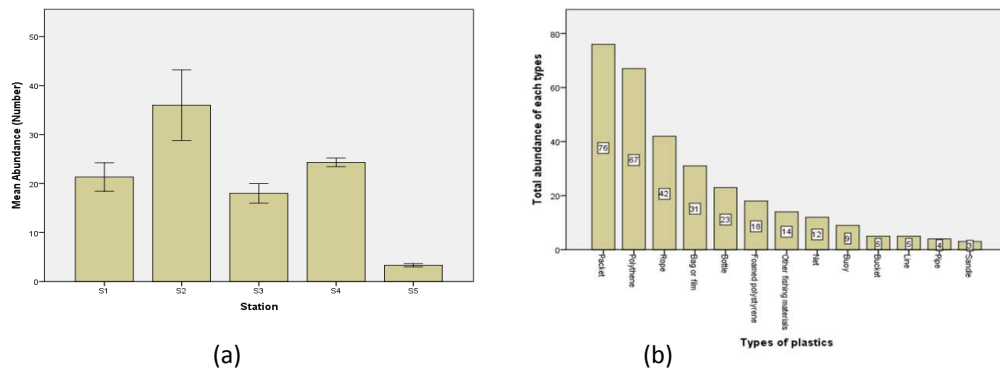 50
40
30
20
10
0
Mean Abundance (Number)
S1 S2 S3 S4 S5
Station
(a)
80
60
40
20
0
Total abundance of each types
76
67
42
31
23
18
14
12
9
5
5
4
3
Packet
Polythene
Rope
Bag or film
Bottle
Foamed polystyrene
Other fishing materials
Net
Buoy
Bucket
Line
Pipe
Sandle
Types of plastics
(b)